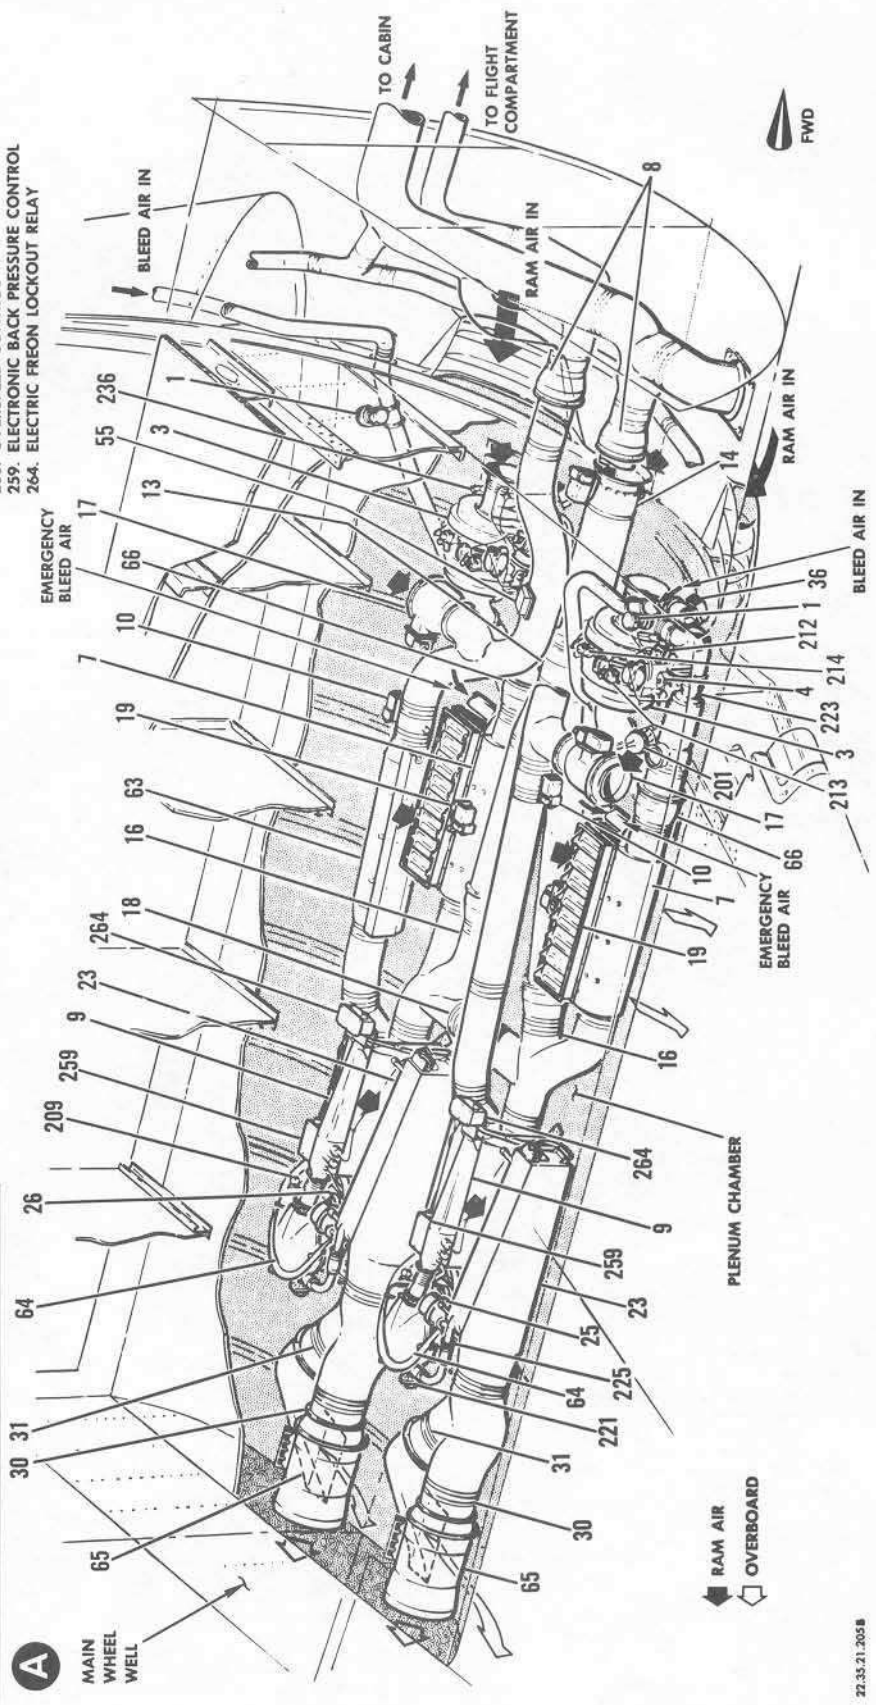 259. ELECTRONIC BACK PRESSURE CONTROL
264. ELECTRIC FREON LOCKOUT RELAY
A
MAIN
WHEEL
WELL
65
30
31
64
26
209
259
9
23
264
18
16
63
19
7
10
EMERGENCY
BLEED AIR
66
17
13
55
3
236
1
BLEED AIR IN
TO CABIN
TO FLIGHT
COMPARTMENT
RAM AIR IN
8
FWD
14
RAM AIR IN
BLEED AIR IN
36
1
212
214
4
223
3
213
201
17
66
10
7
EMERGENCY
BLEED AIR
19
16
PLENUM CHAMBER
264
9
259
23
25
225
64
221
31
30
65
RAM AIR
OVERBOARD
22.35.21.205B